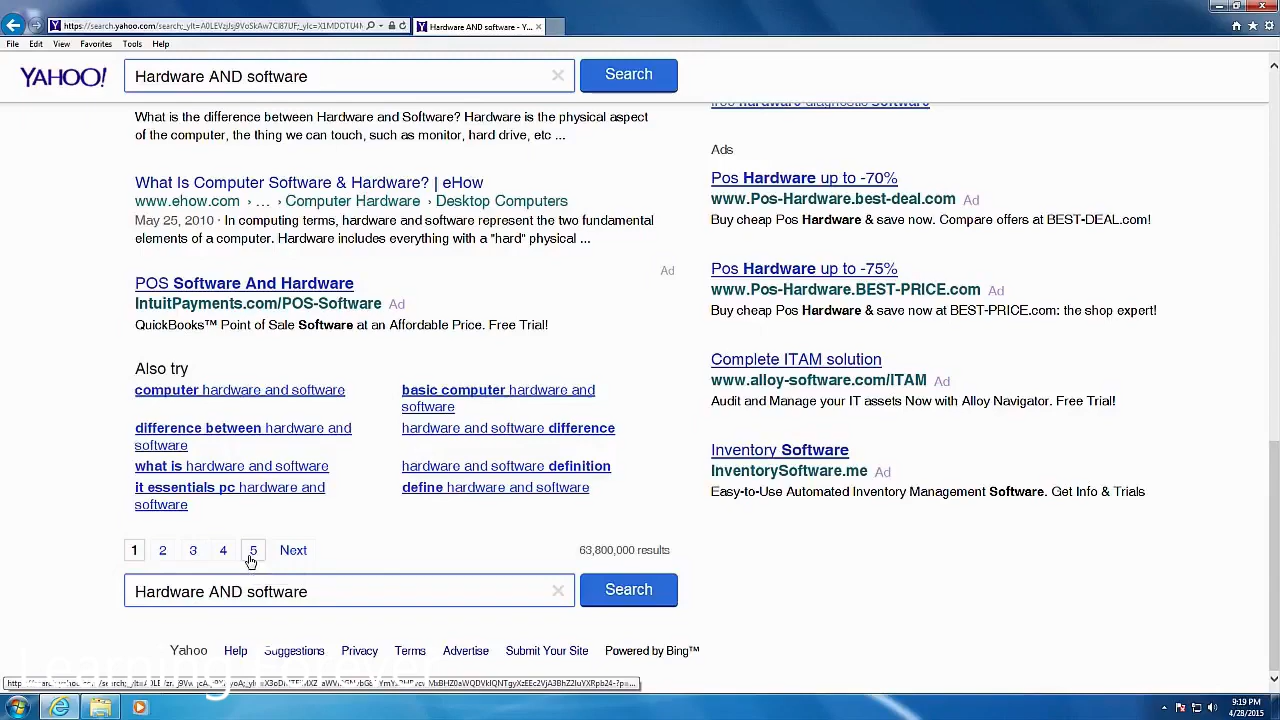 https://search.yahoo.com/search;_ylt=
Hardware AND software - Y...
File Edit View Favorites Tools Help
YAHOO!
Hardware AND software
Search
What is the difference between Hardware and Software? Hardware is the physical aspect
of the computer, the thing we can touch, such as monitor, hard drive, etc ...
What Is Computer Software & Hardware? | eHow
www.ehow.com › ... › Computer Hardware › Desktop Computers
May 25, 2010 · In computing terms, hardware and software represent the two fundamental
elements of a computer. Hardware includes everything with a "hard" physical ...
Ad
POS Software And Hardware
IntuitPayments.com/POS-Software Ad
QuickBooks™ Point of Sale Software at an Affordable Price. Free Trial!
Also try
computer hardware and software
basic computer hardware and
software
difference between hardware and
software
hardware and software difference
what is hardware and software
hardware and software definition
it essentials pc hardware and
software
define hardware and software
1 2 3 4 5 Next
63,800,000 results
Hardware AND software
Search
free hardware diagnostic software
Ads
Pos Hardware up to -70%
www.Pos-Hardware.best-deal.com Ad
Buy cheap Pos Hardware & save now. Compare offers at BEST-DEAL.com!
Pos Hardware up to -75%
www.Pos-Hardware.BEST-PRICE.com Ad
Buy cheap Pos Hardware & save now at BEST-PRICE.com: the shop expert!
Complete ITAM solution
www.alloy-software.com/ITAM Ad
Audit and Manage your IT assets Now with Alloy Navigator. Free Trial!
Inventory Software
InventorySoftware.me Ad
Easy-to-Use Automated Inventory Management Software. Get Info & Trials
Yahoo Help Suggestions Privacy Terms Advertise Submit Your Site Powered by Bing™
Learning Forever
9:19 PM
4/28/2015